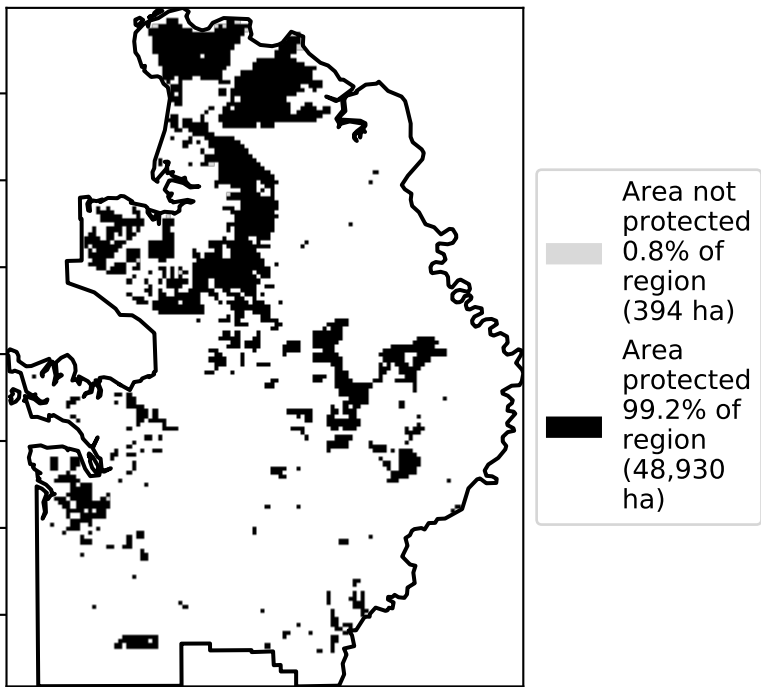 Area not
protected
0.8% of
region
(394 ha)
Area
protected
99.2% of
region
(48,930
ha)